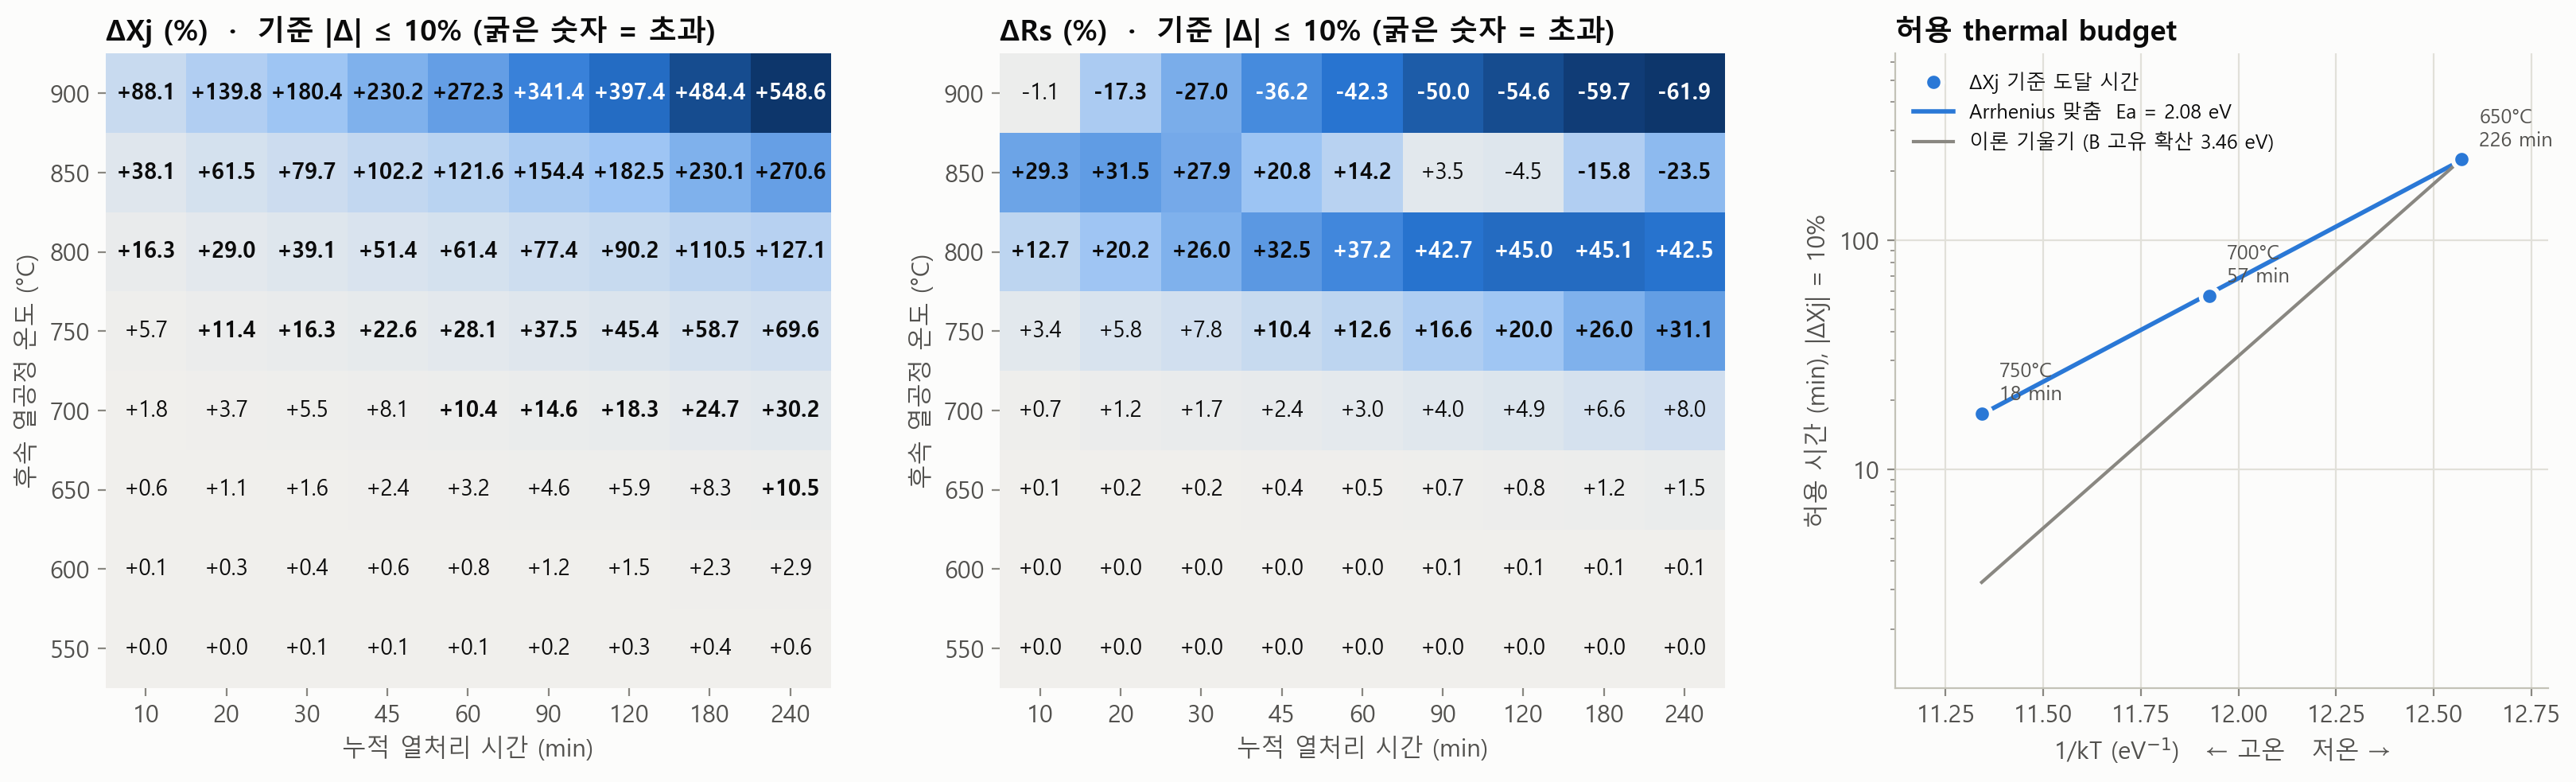 ΔXj (%) · 기준 |Δ| ≤ 10% (굵은 숫자 = 초과)
후속 열공정 온도 (°C)
900 +88.1 +139.8 +180.4 +230.2 +272.3 +341.4 +397.4 +484.4 +548.6
850 +38.1 +61.5 +79.7 +102.2 +121.6 +154.4 +182.5 +230.1 +270.6
800 +16.3 +29.0 +39.1 +51.4 +61.4 +77.4 +90.2 +110.5 +127.1
750 +5.7 +11.4 +16.3 +22.6 +28.1 +37.5 +45.4 +58.7 +69.6
700 +1.8 +3.7 +5.5 +8.1 +10.4 +14.6 +18.3 +24.7 +30.2
650 +0.6 +1.1 +1.6 +2.4 +3.2 +4.6 +5.9 +8.3 +10.5
600 +0.1 +0.3 +0.4 +0.6 +0.8 +1.2 +1.5 +2.3 +2.9
550 +0.0 +0.0 +0.1 +0.1 +0.1 +0.2 +0.3 +0.4 +0.6
10 20 30 45 60 90 120 180 240
누적 열처리 시간 (min)
ΔRs (%) · 기준 |Δ| ≤ 10% (굵은 숫자 = 초과)
후속 열공정 온도 (°C)
900 -1.1 -17.3 -27.0 -36.2 -42.3 -50.0 -54.6 -59.7 -61.9
850 +29.3 +31.5 +27.9 +20.8 +14.2 +3.5 -4.5 -15.8 -23.5
800 +12.7 +20.2 +26.0 +32.5 +37.2 +42.7 +45.0 +45.1 +42.5
750 +3.4 +5.8 +7.8 +10.4 +12.6 +16.6 +20.0 +26.0 +31.1
700 +0.7 +1.2 +1.7 +2.4 +3.0 +4.0 +4.9 +6.6 +8.0
650 +0.1 +0.2 +0.2 +0.4 +0.5 +0.7 +0.8 +1.2 +1.5
600 +0.0 +0.0 +0.0 +0.0 +0.0 +0.1 +0.1 +0.1 +0.1
550 +0.0 +0.0 +0.0 +0.0 +0.0 +0.0 +0.0 +0.0 +0.0
10 20 30 45 60 90 120 180 240
누적 열처리 시간 (min)
허용 thermal budget
ΔXj 기준 도달 시간
Arrhenius 맞춤 Ea = 2.08 eV
이론 기울기 (B 고유 확산 3.46 eV)
650°C
226 min
700°C
57 min
750°C
18 min
허용 시간 (min), |ΔXj| = 10%
100
10
11.25 11.50 11.75 12.00 12.25 12.50 12.75
1/kT (eV⁻¹) ← 고온 저온 →